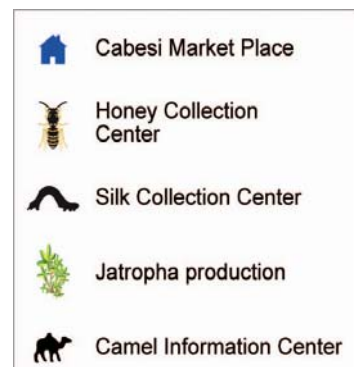 Cabesi Market Place
Honey Collection
Center
Silk Collection Center
Jatropha production
Camel Information Center